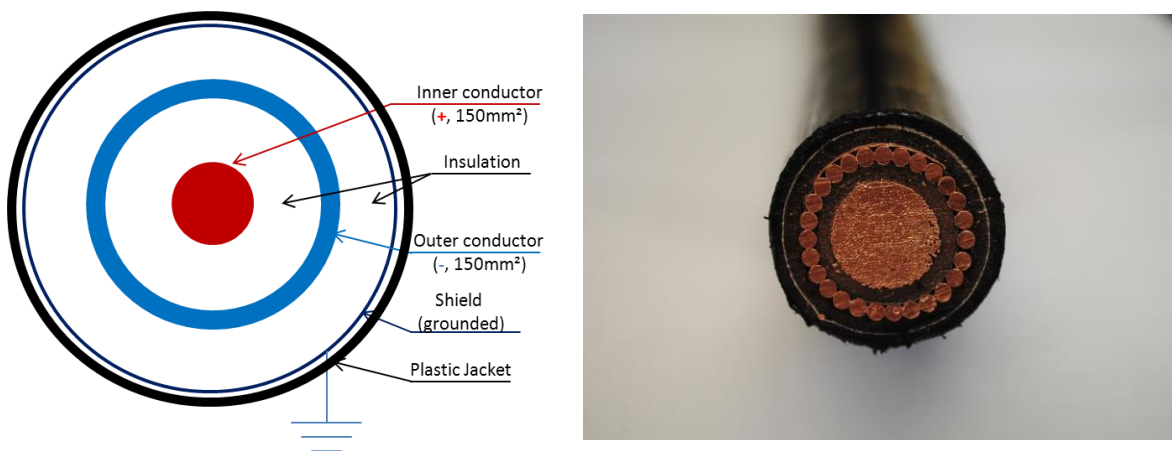 Inner conductor
(+, 150mm²)
Insulation
Outer conductor
(-, 150mm²)
Shield
(grounded)
Plastic Jacket